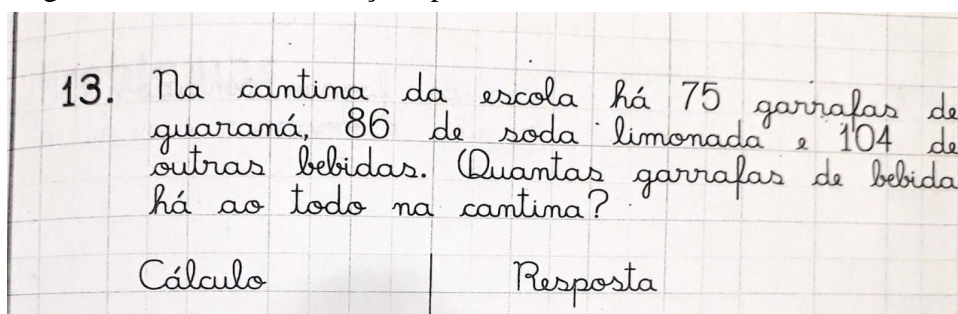 13. Na cantina da escola há 75 garrafas de
guaraná, 86 de soda limonada e 104 de
outras bebidas. Quantas garrafas de bebida
há ao todo na cantina?
Cálculo
Resposta